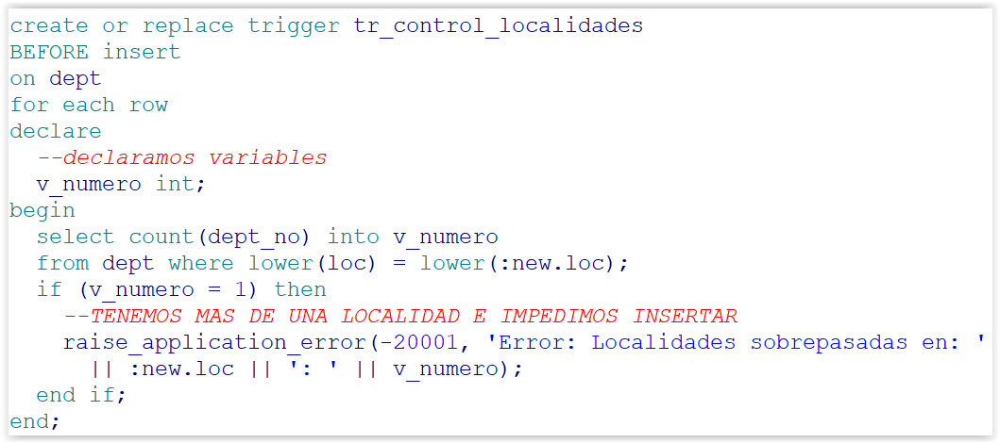 create or replace trigger tr_control_localidades
BEFORE insert
on dept
for each row
declare
  --declaramos variables
  v_numero int;
begin
  select count(dept_no) into v_numero
  from dept where lower(loc) = lower(:new.loc);
  if (v_numero = 1) then
    --TENEMOS MAS DE UNA LOCALIDAD E IMPEDIMOS INSERTAR
    raise_application_error(-20001, 'Error: Localidades sobrepasadas en: '
      || :new.loc || ': ' || v_numero);
  end if;
end;